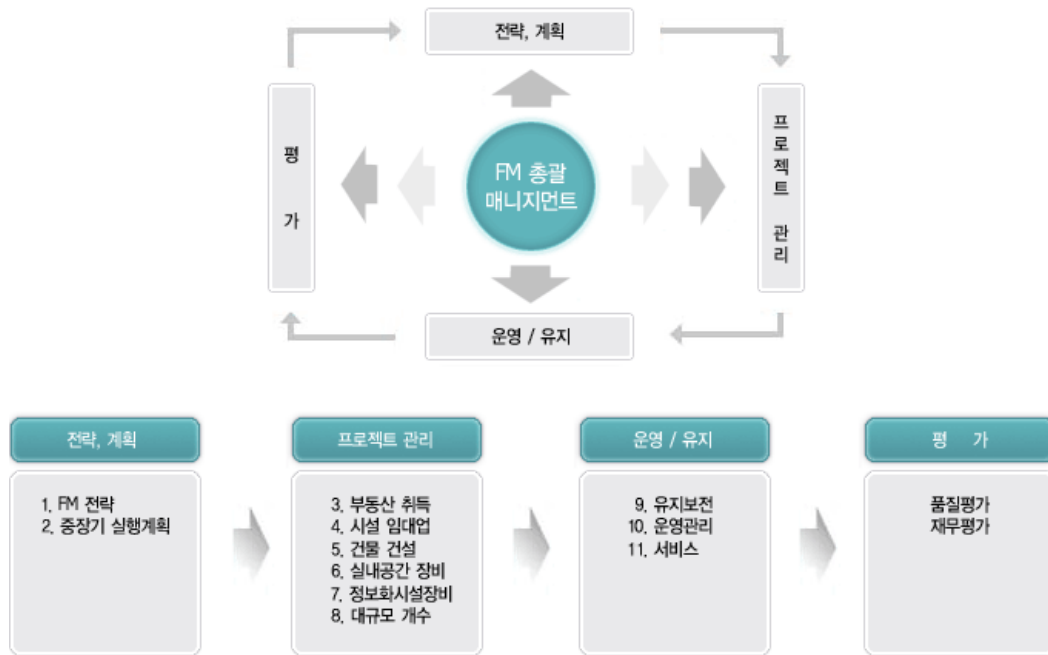 전략, 계획
평 가
FM 총괄
매니지먼트
프로젝트 관리
운영 / 유지
전략, 계획
1. FM 전략
2. 중장기 실행계획
프로젝트 관리
3. 부동산 취득
4. 시설 임대업
5. 건물 건설
6. 실내공간 장비
7. 정보화시설장비
8. 대규모 개수
운영 / 유지
9. 유지보전
10. 운영관리
11. 서비스
평 가
품질평가
재무평가